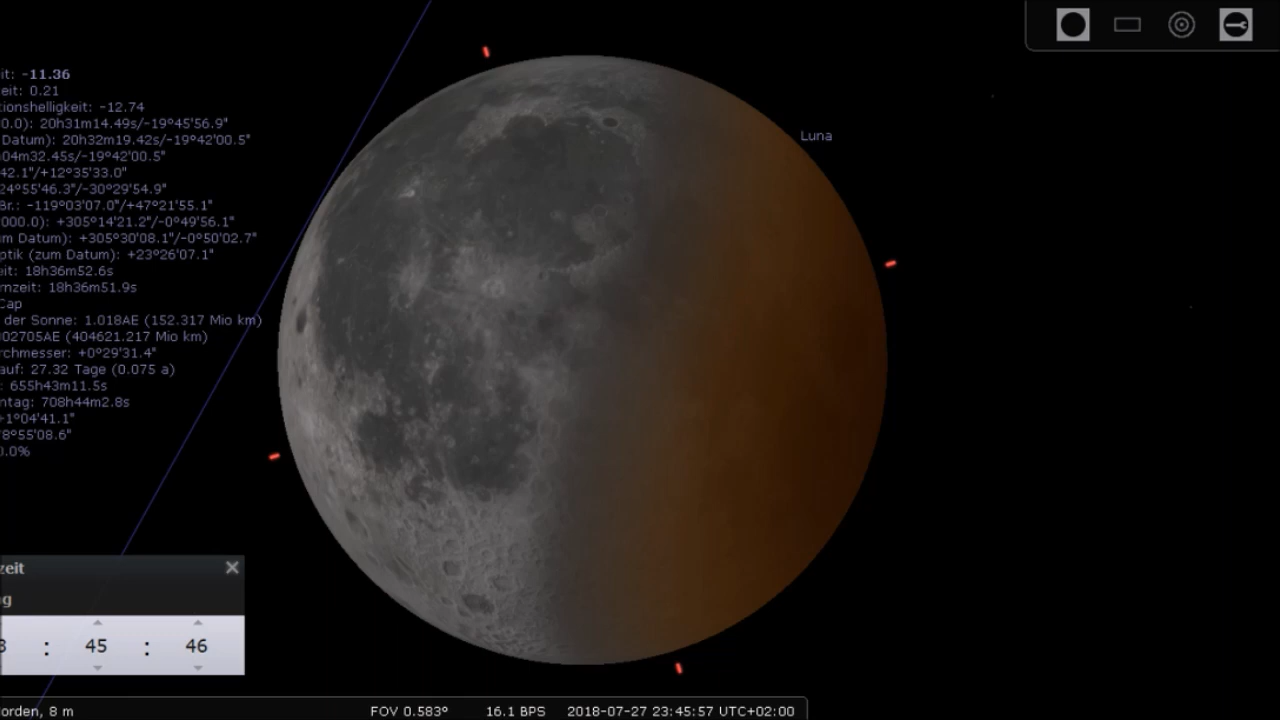 Luna
it: -11.36
eit: 0.21
tionshelligkeit: -12.74
0.0): 20h31m14.49s/-19°45'56.9"
Datum): 20h32m19.42s/-19°42'00.5"
04m32.45s/-19°42'00.5"
42.1"/+12°35'33.0"
24°55'46.3"/-30°29'54.9"
Br.: -119°03'07.0"/+47°21'55.1"
000.0): +305°14'21.2"/-0°49'56.1"
m Datum): +305°30'08.1"/-0°50'02.7"
ptik (zum Datum): +23°26'07.1"
eit: 18h36m52.6s
rnzeit: 18h36m51.9s
Cap
der Sonne: 1.018AE (152.317 Mio km)
02705AE (404621.217 Mio km)
rchmesser: +0°29'31.4"
auf: 27.32 Tage (0.075 a)
: 655h43m11.5s
ntag: 708h44m2.8s
+1°04'41.1"
8°55'08.6"
0.0%
zeit
g
3 : 45 : 46
orden, 8 m FOV 0.583° 16.1 BPS 2018-07-27 23:45:57 UTC+02:00